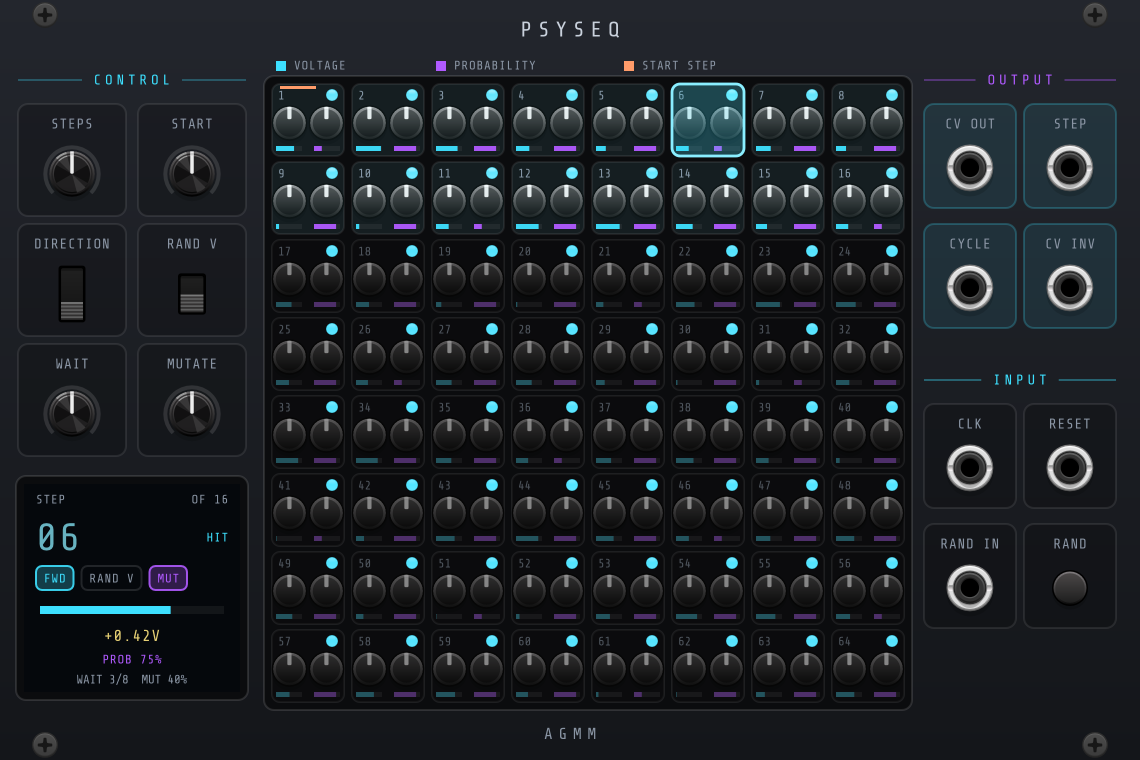 PSYSEQ
VOLTAGE PROBABILITY START STEP
CONTROL
STEPS START
DIRECTION RAND V
WAIT MUTATE
STEP OF 16
06 HIT
FWD RAND V MUT
+0.42V
PROB 75%
WAIT 3/8 MUT 40%
1 2 3 4 5 6 7 8
9 10 11 12 13 14 15 16
17 18 19 20 21 22 23 24
25 26 27 28 29 30 31 32
33 34 35 36 37 38 39 40
41 42 43 44 45 46 47 48
49 50 51 52 53 54 55 56
57 58 59 60 61 62 63 64
OUTPUT
CV OUT STEP
CYCLE CV INV
INPUT
CLK RESET
RAND IN RAND
AGMM